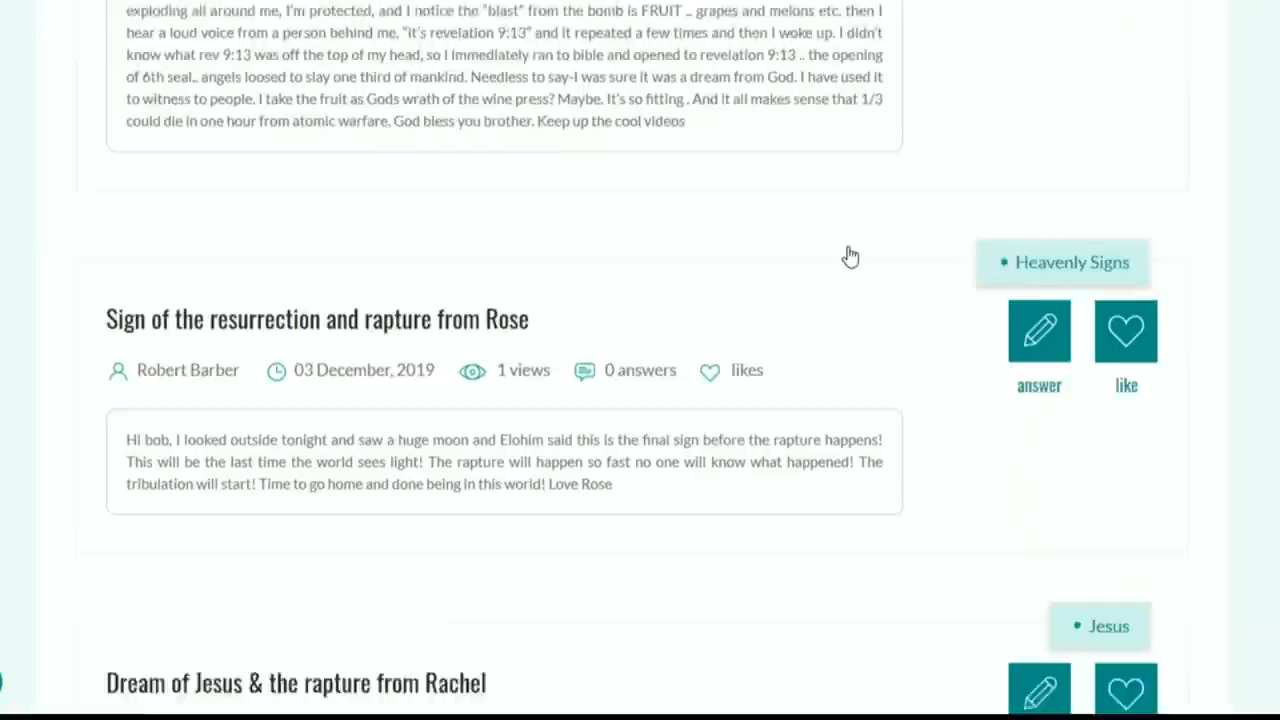 exploding all around me, I'm protected, and I notice the "blast" from the bomb is FRUIT .. grapes and melons etc. then I
hear a loud voice from a person behind me, "it's revelation 9:13" and it repeated a few times and then I woke up. I didn't
know what rev 9:13 was off the top of my head, so I immediately ran to bible and opened to revelation 9:13 .. the opening
of 6th seal.. angels loosed to slay one third of mankind. Needless to say-I was sure it was a dream from God. I have used it
to witness to people. I take the fruit as Gods wrath of the wine press? Maybe. It's so fitting . And it all makes sense that 1/3
could die in one hour from atomic warfare. God bless you brother. Keep up the cool videos
Heavenly Signs
Sign of the resurrection and rapture from Rose
Robert Barber 03 December, 2019 1 views 0 answers likes
answer like
Hi bob, I looked outside tonight and saw a huge moon and Elohim said this is the final sign before the rapture happens!
This will be the last time the world sees light! The rapture will happen so fast no one will know what happened! The
tribulation will start! Time to go home and done being in this world! Love Rose
Jesus
Dream of Jesus & the rapture from Rachel